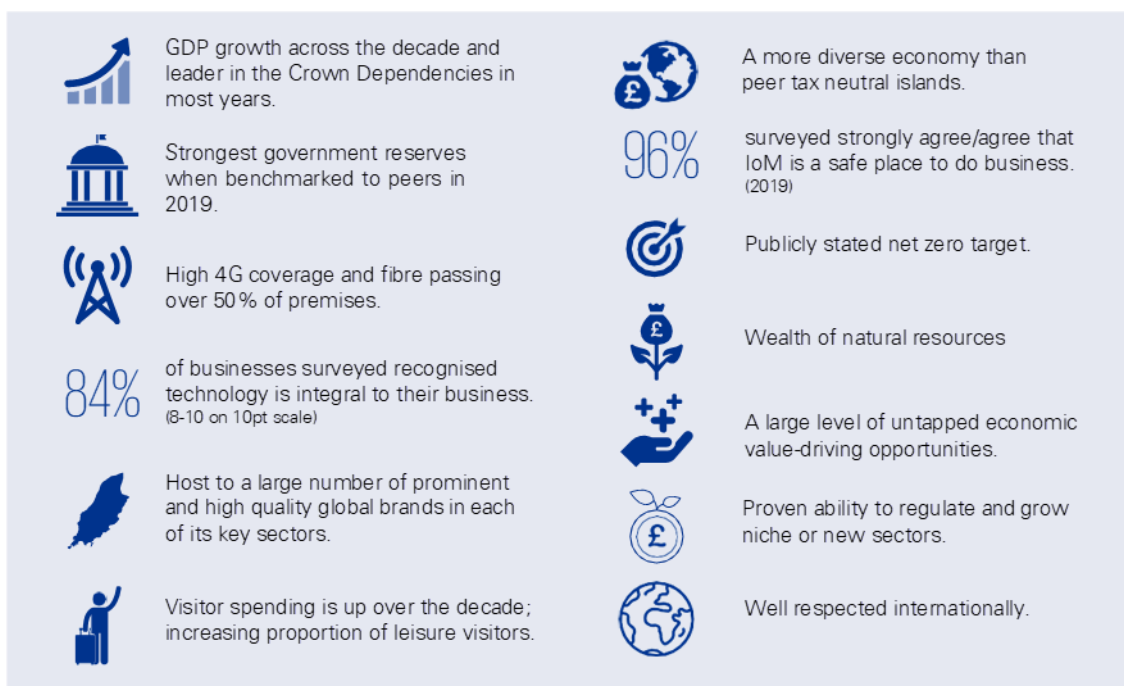 GDP growth across the decade and
leader in the Crown Dependencies in
most years.
Strongest government reserves
when benchmarked to peers in
2019.
High 4G coverage and fibre passing
over 50% of premises.
84%
of businesses surveyed recognised
technology is integral to their business.
(8-10 on 10pt scale)
Host to a large number of prominent
and high quality global brands in each
of its key sectors.
Visitor spending is up over the decade;
increasing proportion of leisure visitors.
£
A more diverse economy than
peer tax neutral islands.
96%
surveyed strongly agree/agree that
IoM is a safe place to do business.
(2019)
Publicly stated net zero target.
£
Wealth of natural resources
A large level of untapped economic
value-driving opportunities.
£
Proven ability to regulate and grow
niche or new sectors.
Well respected internationally.